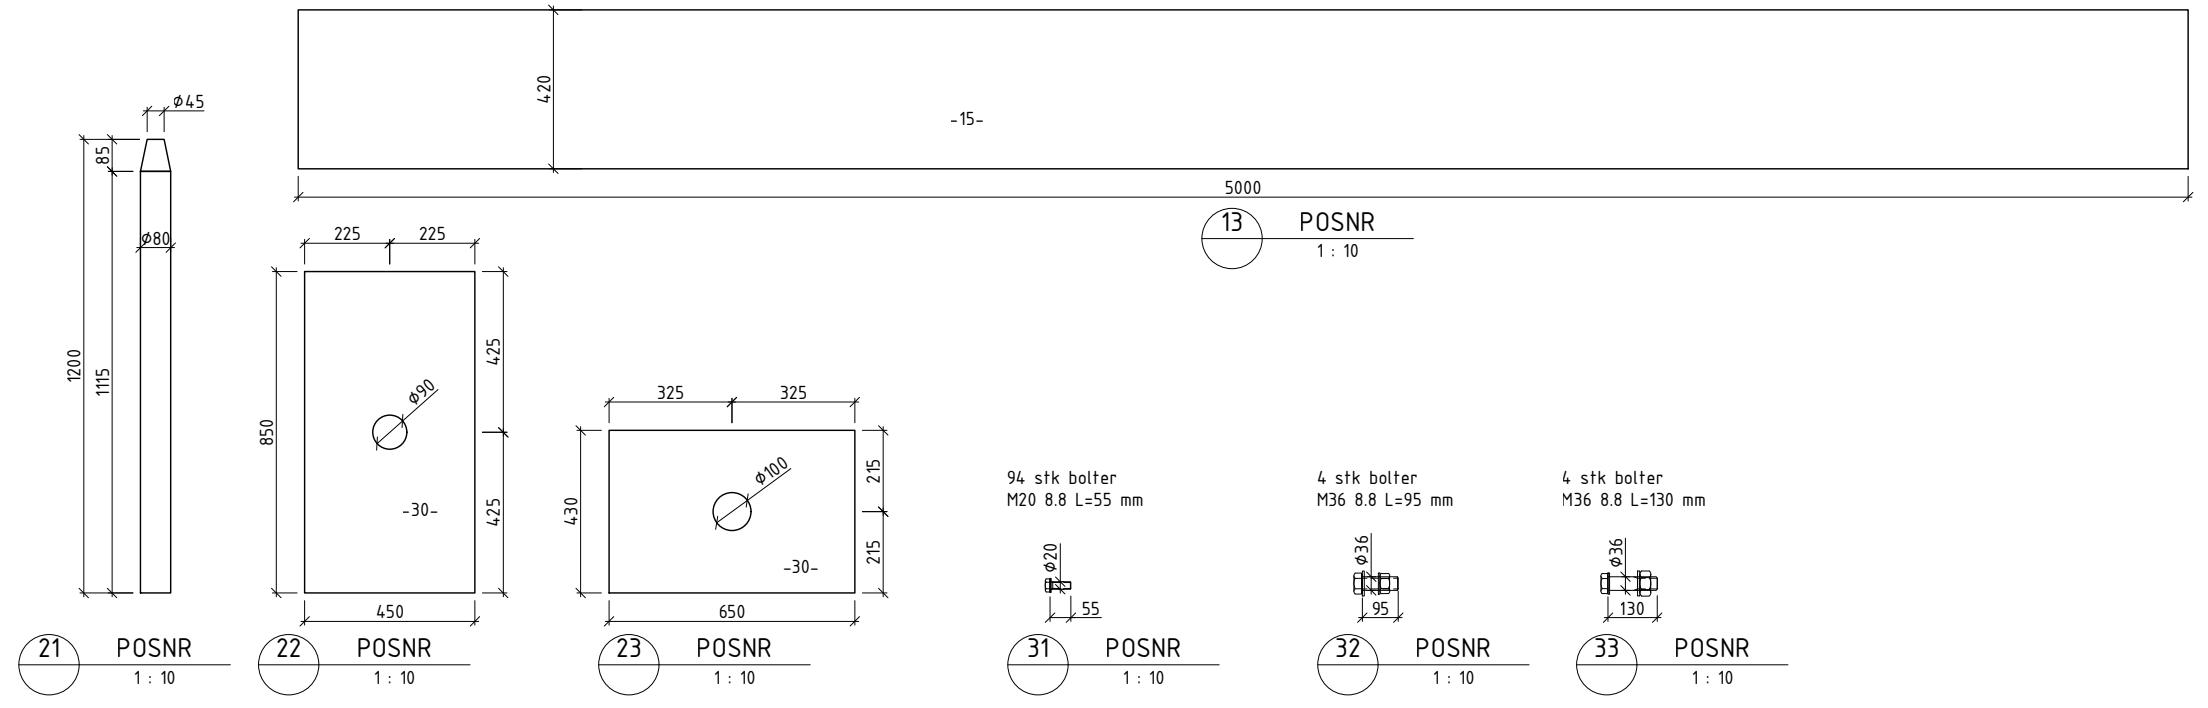 420
-15-
5000
13
POSNR
1 : 10
Ø45
85
1200
1115
Ø80
21
POSNR
1 : 10
225
225
850
425
425
Ø90
-30-
450
22
POSNR
1 : 10
325
325
430
215
215
Ø100
-30-
650
23
POSNR
1 : 10
94 stk bolter
M20 8.8 L=55 mm
Ø20
55
31
POSNR
1 : 10
4 stk bolter
M36 8.8 L=95 mm
Ø36
95
32
POSNR
1 : 10
4 stk bolter
M36 8.8 L=130 mm
Ø36
130
33
POSNR
1 : 10